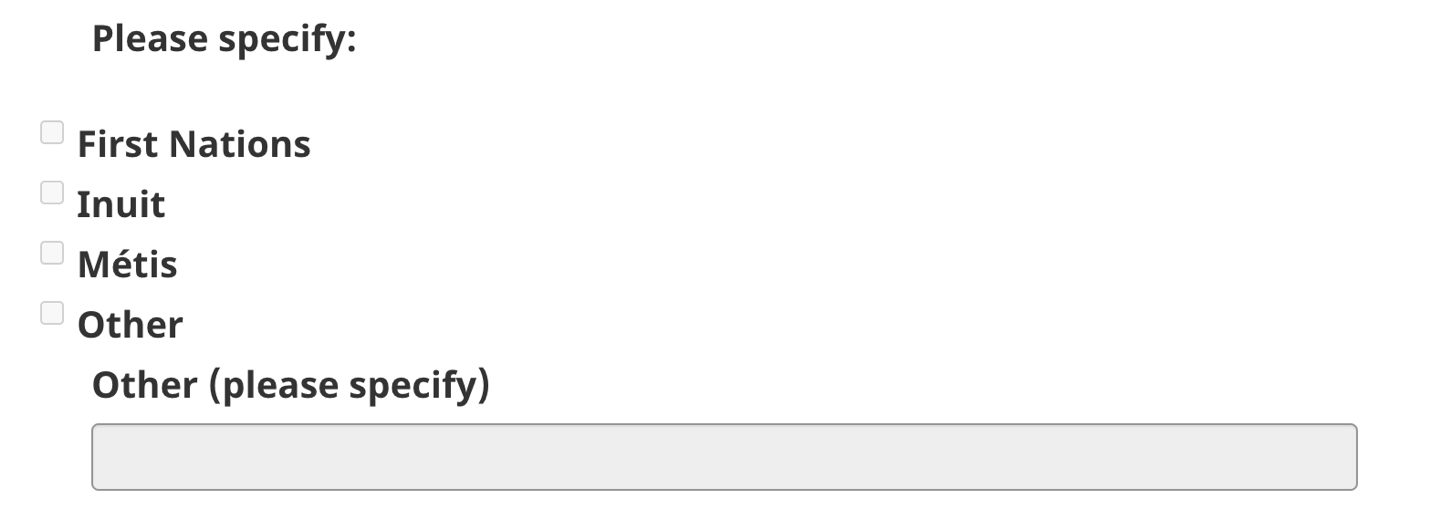 Please specify:
First Nations
Inuit
Métis
Other
Other (please specify)